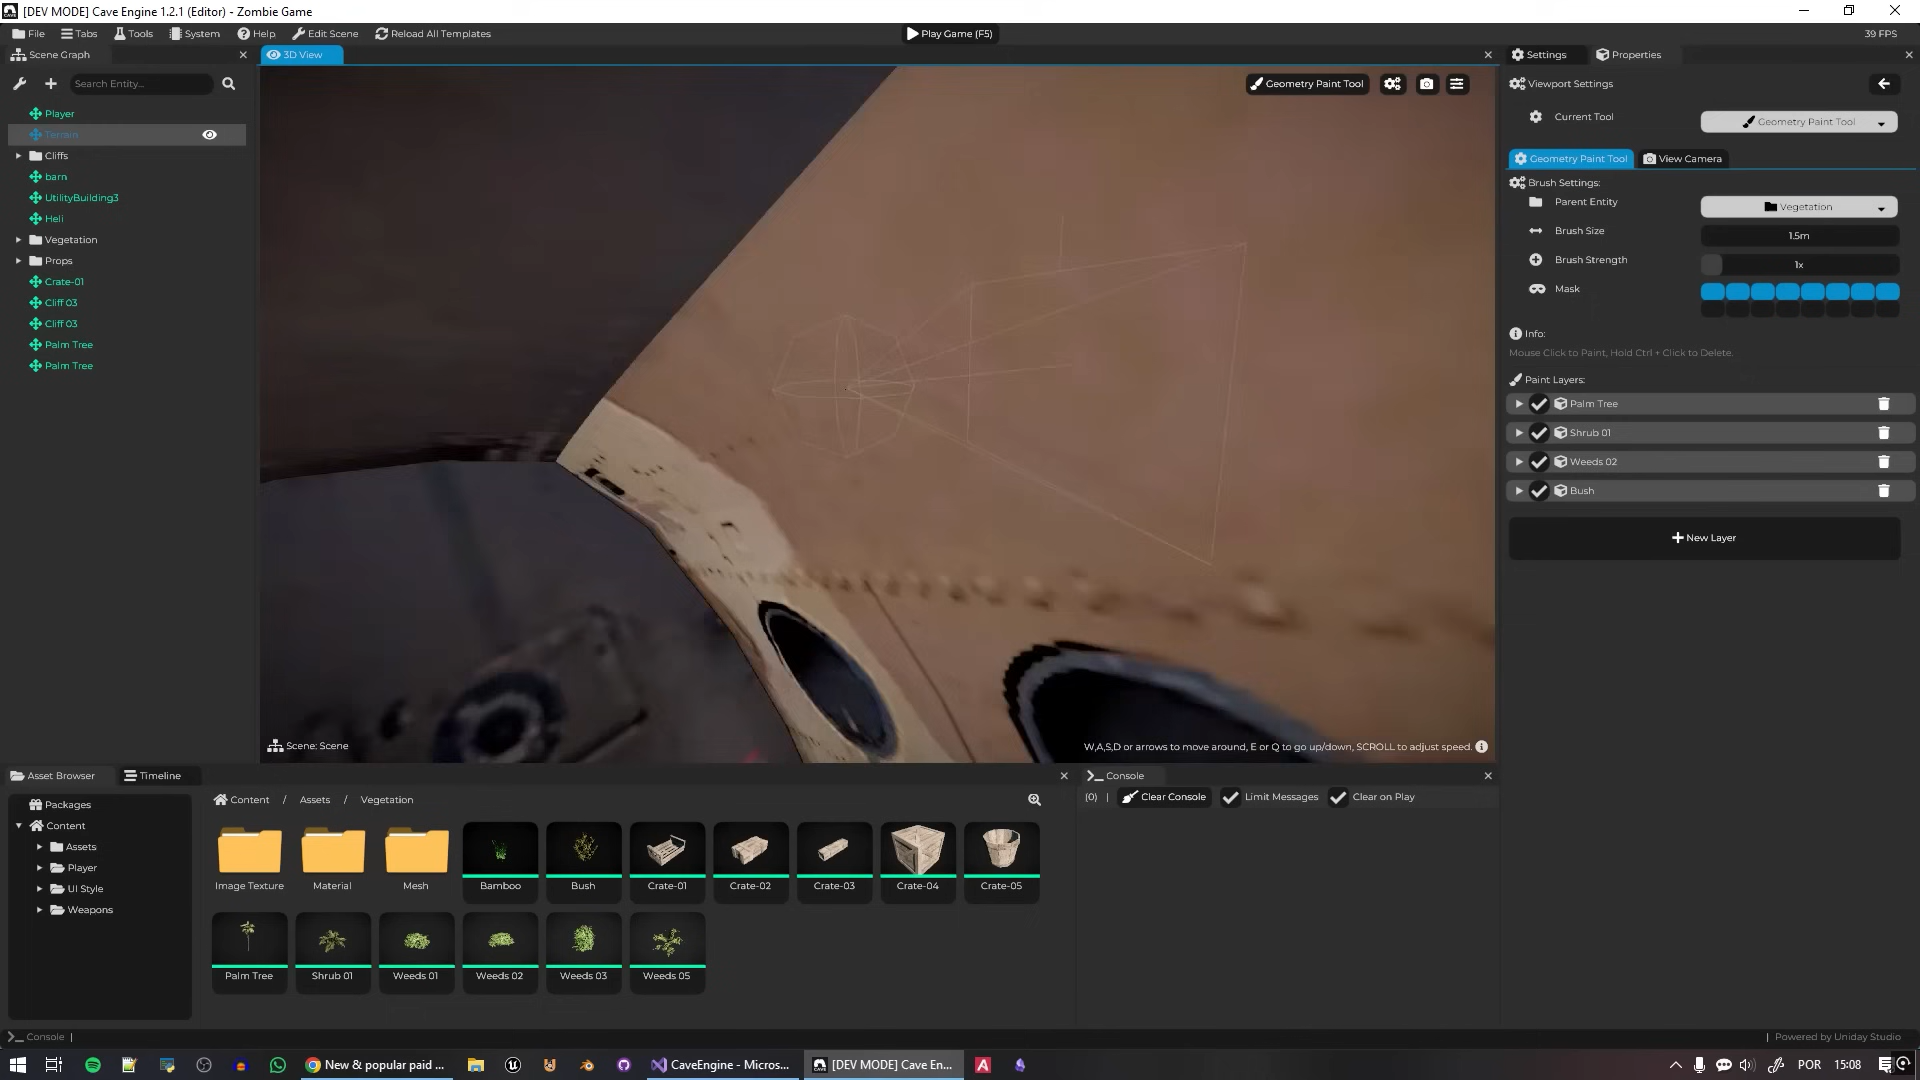 [DEV MODE] Cave Engine 1.2.1 (Editor) - Zombie Game
File Tabs Tools System Help Edit Scene Reload All Templates
Play Game (F5)
39 FPS
Scene Graph
3D View
Settings
Properties
Search Entity...
Geometry Paint Tool
Viewport Settings
Player
Terrain
Cliffs
barn
UtilityBuilding3
Heli
Vegetation
Props
Crate-01
Cliff 03
Cliff 03
Palm Tree
Palm Tree
Current Tool
Geometry Paint Tool
Geometry Paint Tool
View Camera
Brush Settings:
Parent Entity
Vegetation
Brush Size
1.5m
Brush Strength
1x
Mask
Info:
Mouse Click to Paint, Hold Ctrl + Click to Delete.
Paint Layers:
Palm Tree
Shrub 01
Weeds 02
Bush
New Layer
Scene: Scene
W,A,S,D or arrows to move around, E or Q to go up/down, SCROLL to adjust speed.
Asset Browser
Timeline
Console
Packages
Content
Assets
Player
UI Style
Weapons
Content / Assets / Vegetation
(0) | Clear Console Limit Messages Clear on Play
Image Texture
Material
Mesh
Bamboo
Bush
Crate-01
Crate-02
Crate-03
Crate-04
Crate-05
Palm Tree
Shrub 01
Weeds 01
Weeds 02
Weeds 03
Weeds 05
Console |
| Powered by Uniday Studio
New & popular paid ...
CaveEngine - Micros...
[DEV MODE] Cave En...
POR
15:08